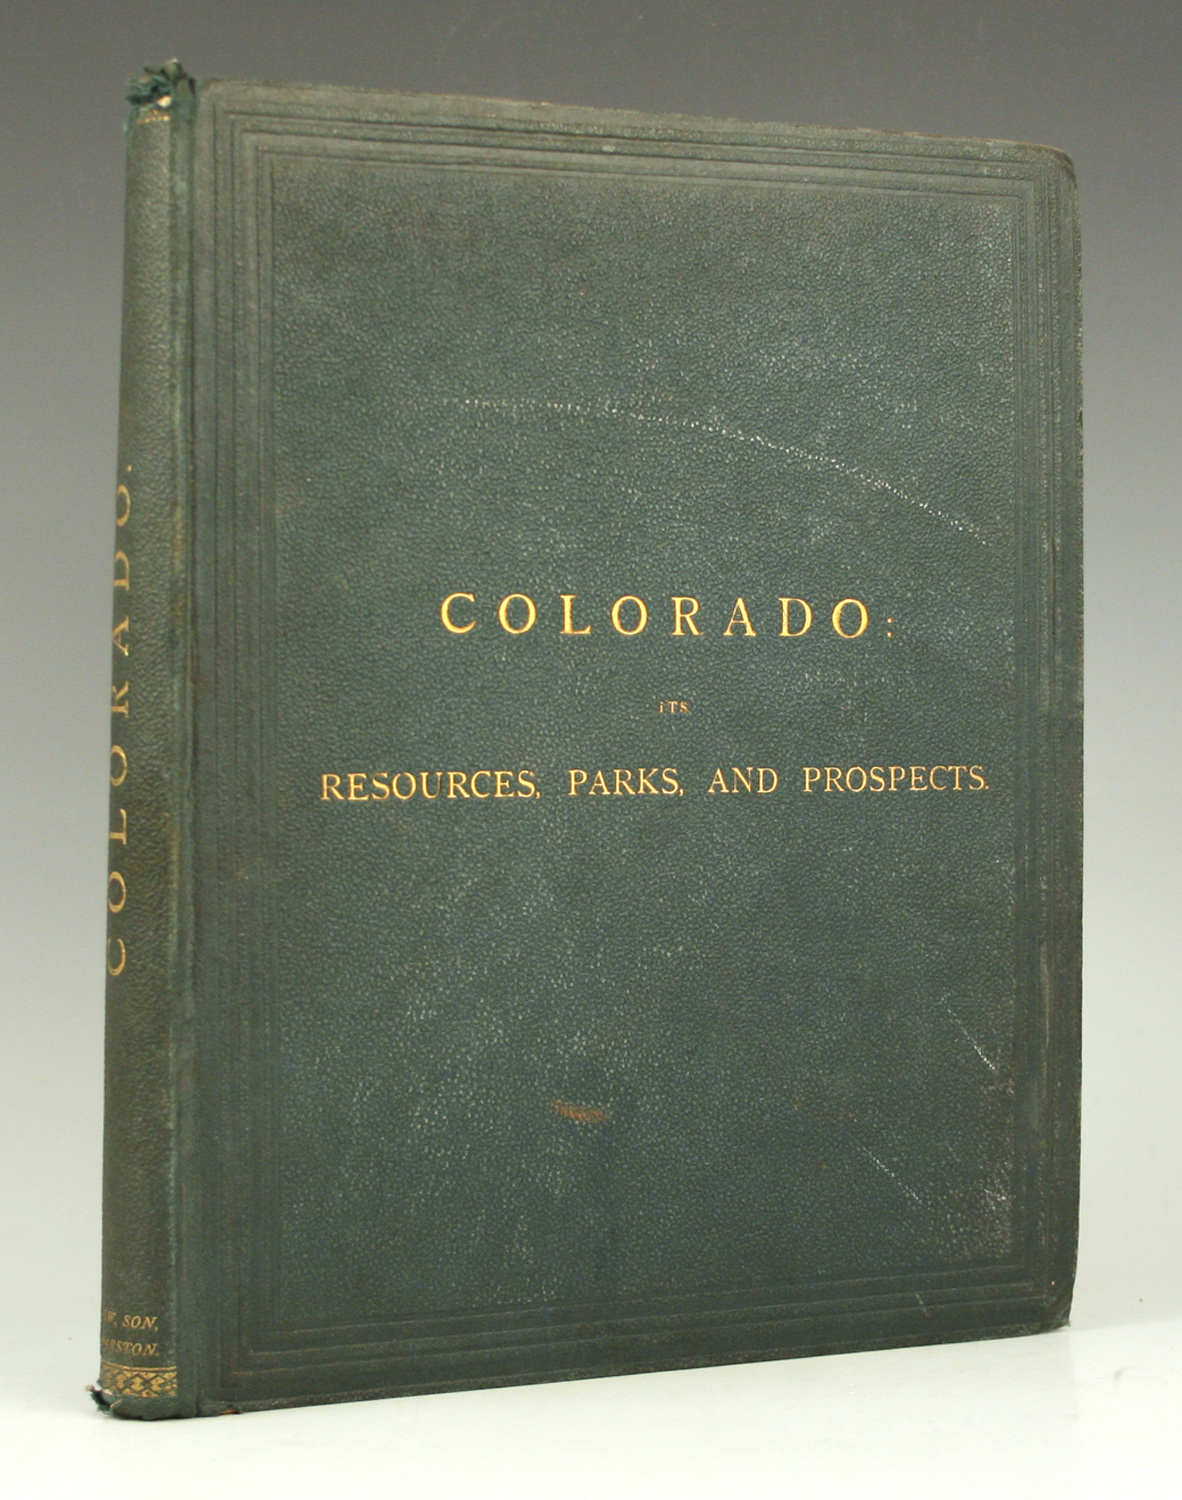 COLORADO:
ITS
RESOURCES, PARKS, AND PROSPECTS.
COLORADO.
SON,